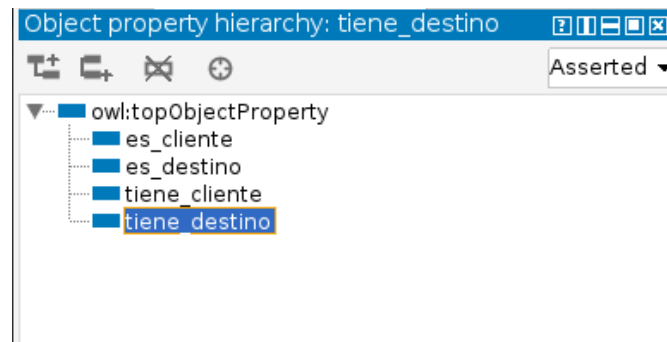 Object property hierarchy: tiene_destino
Asserted
owl:topObjectProperty
es_cliente
es_destino
tiene_cliente
tiene_destino